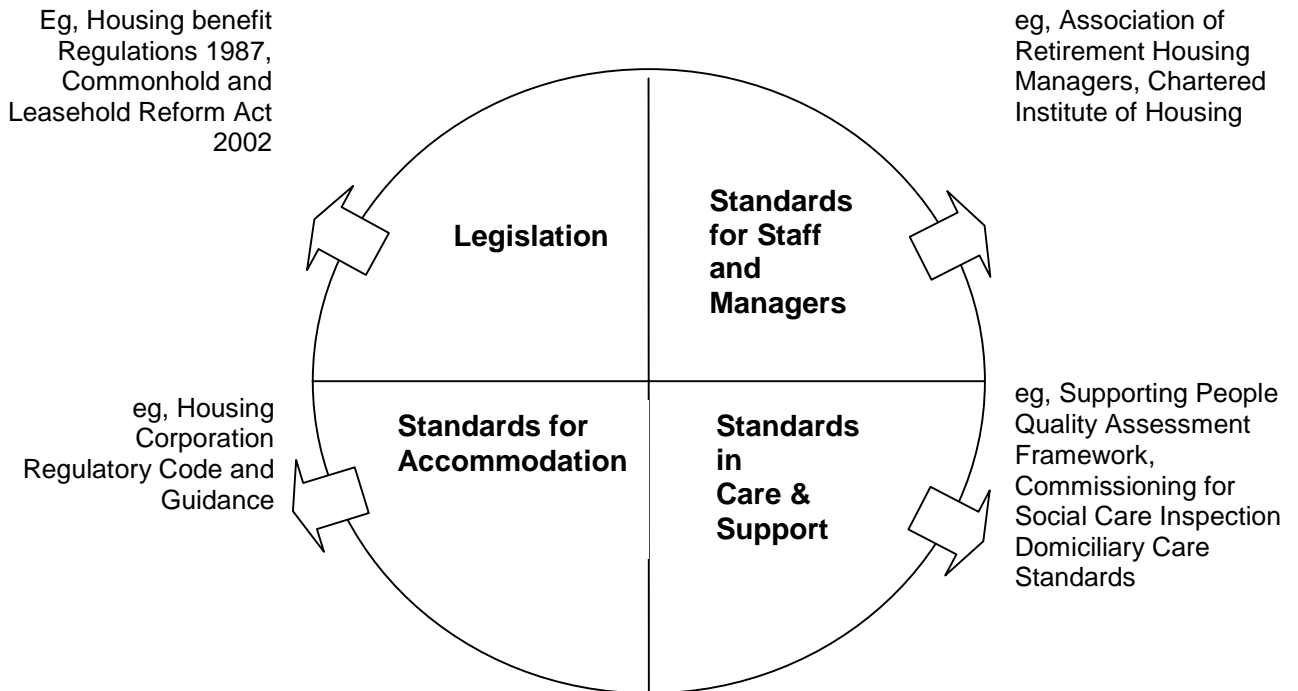 Eg, Housing benefit
Regulations 1987,
Commonhold and
Leasehold Reform Act
2002
eg, Association of
Retirement Housing
Managers, Chartered
Institute of Housing
Legislation
Standards
for Staff
and
Managers
eg, Housing
Corporation
Regulatory Code and
Guidance
Standards for
Accommodation
Standards
in
Care &
Support
eg, Supporting People
Quality Assessment
Framework,
Commissioning for
Social Care Inspection
Domiciliary Care
Standards